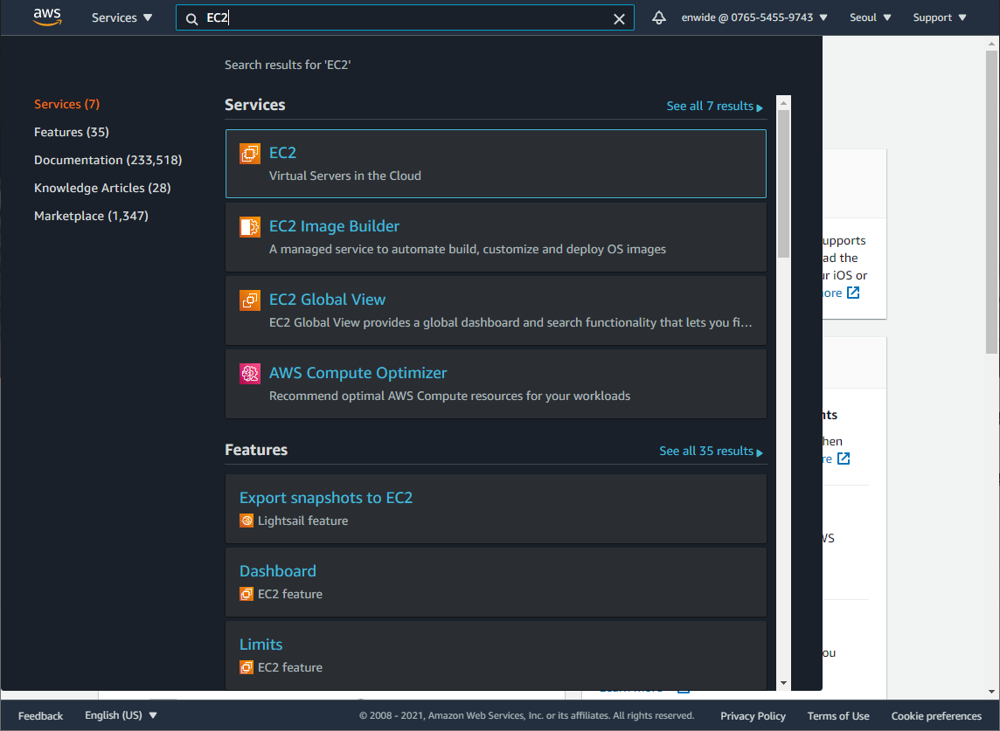 aws
Services
EC2
enwide @ 0765-5455-9743
Seoul
Support
Search results for 'EC2'
Services (7)
Features (35)
Documentation (233,518)
Knowledge Articles (28)
Marketplace (1,347)
Services
See all 7 results
EC2
Virtual Servers in the Cloud
EC2 Image Builder
A managed service to automate build, customize and deploy OS images
EC2 Global View
EC2 Global View provides a global dashboard and search functionality that lets you fi...
AWS Compute Optimizer
Recommend optimal AWS Compute resources for your workloads
Features
See all 35 results
Export snapshots to EC2
Lightsail feature
Dashboard
EC2 feature
Limits
EC2 feature
upports
ad the
ur iOS or
ore
nts
hen
re
WS
ou
Feedback
English (US)
© 2008 - 2021, Amazon Web Services, Inc. or its affiliates. All rights reserved.
Privacy Policy
Terms of Use
Cookie preferences